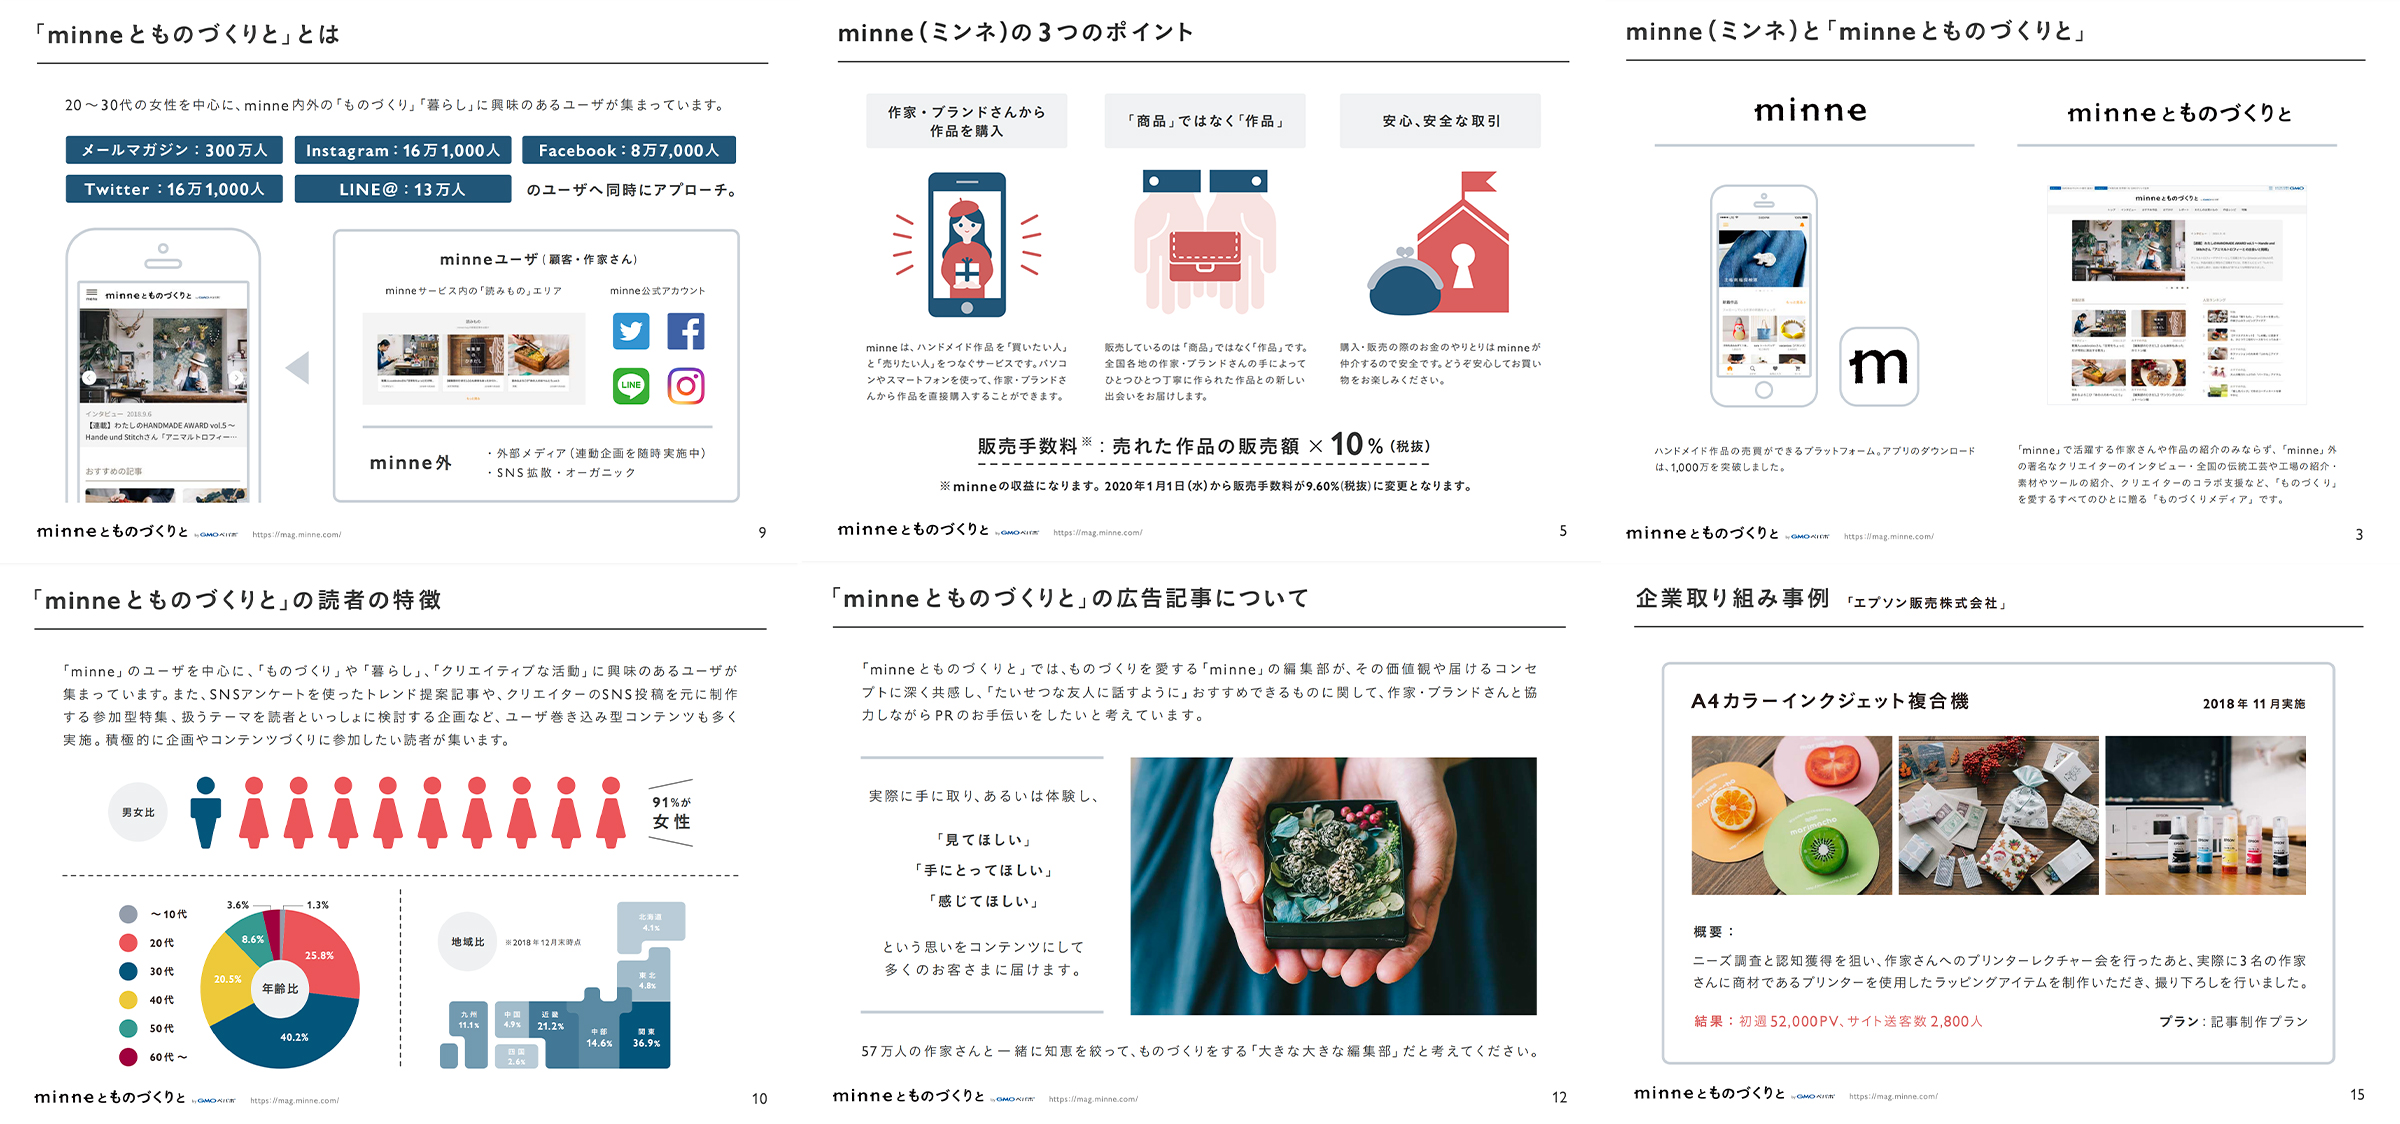 「minneとものづくりと」とは
20～30代の女性を中心に、minne内外の「ものづくり」「暮らし」に興味のあるユーザが集まっています。
メールマガジン：300万人
Instagram：16万1,000人
Facebook：8万7,000人
Twitter：16万1,000人
LINE@：13万人
のユーザへ同時にアプローチ。
minneとものづくりと
インタビュー 2018.9.6
【連載】わたしのHANDMADE AWARD vol.5～
Hande und Stitchさん「アニマルトロフィー…
おすすめの記事
minneユーザ（顧客・作家さん）
minneサービス内の「読みもの」エリア
minne公式アカウント
読みもの
LINE
minne外
・外部メディア（連動企画を随時実施中）
・SNS拡散・オーガニック
minneとものづくりと by GMOペパボ https://mag.minne.com/
9
minne（ミンネ）の3つのポイント
作家・ブランドさんから
作品を購入
「商品」ではなく「作品」
安心、安全な取引
minneは、ハンドメイド作品を「買いたい人」
と「売りたい人」をつなぐサービスです。パソコ
ンやスマートフォンを使って、作家・ブランドさ
んから作品を直接購入することができます。
販売しているのは「商品」ではなく「作品」です。
全国各地の作家・ブランドさんの手によって
ひとつひとつ丁寧に作られた作品との新しい
出会いをお届けします。
購入・販売の際のお金のやりとりはminneが
仲介するので安全です。どうぞ安心してお買い
物をお楽しみください。
販売手数料※：売れた作品の販売額 × 10%（税抜）
※minneの収益になります。2020年1月1日（水）から販売手数料が9.60%(税抜)に変更となります。
minneとものづくりと by GMOペパボ https://mag.minne.com/
5
minne（ミンネ）と「minneとものづくりと」
minne
minneとものづくりと
minneとものづくりと
m
ハンドメイド作品の売買ができるプラットフォーム。アプリのダウンロード
は、1,000万を突破しました。
「minne」で活躍する作家さんや作品の紹介のみならず、「minne」外
の著名なクリエイターのインタビュー・全国の伝統工芸や工場の紹介・
素材やツールの紹介、クリエイターのコラボ支援など、「ものづくり」
を愛するすべてのひとに贈る「ものづくりメディア」です。
minneとものづくりと by GMOペパボ https://mag.minne.com/
3
「minneとものづくりと」の読者の特徴
「minne」のユーザを中心に、「ものづくり」や「暮らし」、「クリエイティブな活動」に興味のあるユーザが
集まっています。また、SNSアンケートを使ったトレンド提案記事や、クリエイターのSNS投稿を元に制作
する参加型特集、扱うテーマを読者といっしょに検討する企画など、ユーザ巻き込み型コンテンツも多く
実施。積極的に企画やコンテンツづくりに参加したい読者が集います。
男女比
91%が
女性
～10代
20代
30代
40代
50代
60代～
3.6%
1.3%
8.6%
25.8%
20.5%
年齢比
40.2%
地域比
※2018年12月末時点
北海道
4.1%
東北
4.8%
九州
11.1%
中国
4.9%
近畿
21.2%
四国
2.6%
中部
14.6%
関東
36.9%
minneとものづくりと by GMOペパボ https://mag.minne.com/
10
「minneとものづくりと」の広告記事について
「minneとものづくりと」では、ものづくりを愛する「minne」の編集部が、その価値観や届けるコンセ
プトに深く共感し、「たいせつな友人に話すように」おすすめできるものに関して、作家・ブランドさんと協
力しながらPRのお手伝いをしたいと考えています。
実際に手に取り、あるいは体験し、
「見てほしい」
「手にとってほしい」
「感じてほしい」
という思いをコンテンツにして
多くのお客さまに届けます。
57万人の作家さんと一緒に知恵を絞って、ものづくりをする「大きな大きな編集部」だと考えてください。
minneとものづくりと by GMOペパボ https://mag.minne.com/
12
企業取り組み事例 「エプソン販売株式会社」
A4カラーインクジェット複合機
2018年11月実施
概要：
ニーズ調査と認知獲得を狙い、作家さんへのプリンターレクチャー会を行ったあと、実際に3名の作家
さんに商材であるプリンターを使用したラッピングアイテムを制作いただき、撮り下ろしを行いました。
結果：初週52,000PV、サイト送客数2,800人
プラン：記事制作プラン
minneとものづくりと by GMOペパボ https://mag.minne.com/
15